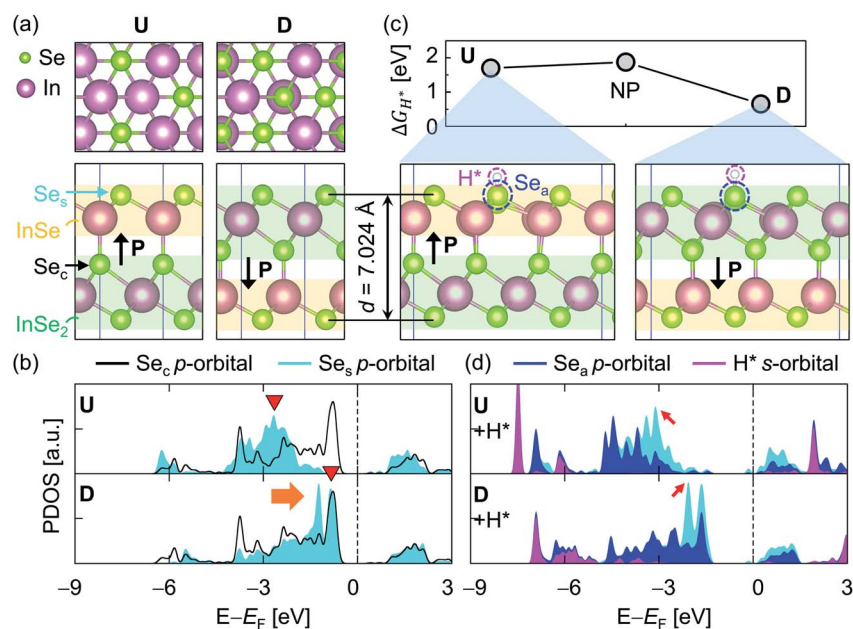 (a) U D
Se
In
Se_s
InSe
Se_c
InSe_2
P
P
d = 7.024 Å
(c)
ΔG_H* [eV]
2
1
0
U
NP
D
H*
Se_a
P
P
(b) Se_c p-orbital Se_s p-orbital
U
D
PDOS [a.u.]
−9 −6 −3 0 3
E−E_F [eV]
(d) Se_a p-orbital H* s-orbital
U
+H*
D
+H*
−9 −6 −3 0 3
E−E_F [eV]